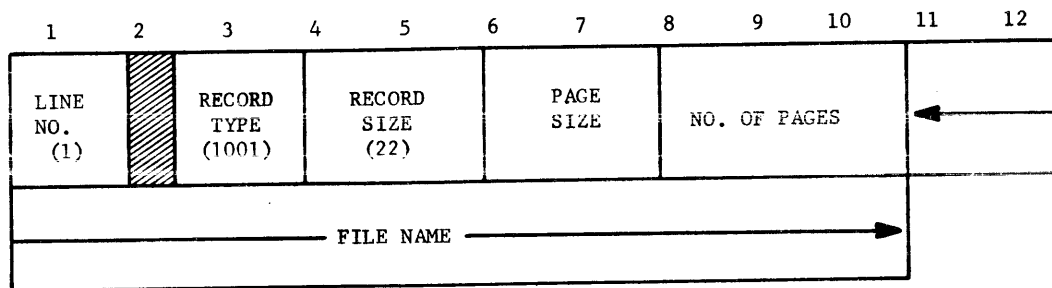 1 2 3 4 5 6 7 8 9 10 11 12
LINE NO. (1)
RECORD TYPE (1001)
RECORD SIZE (22)
PAGE SIZE
NO. OF PAGES
FILE NAME